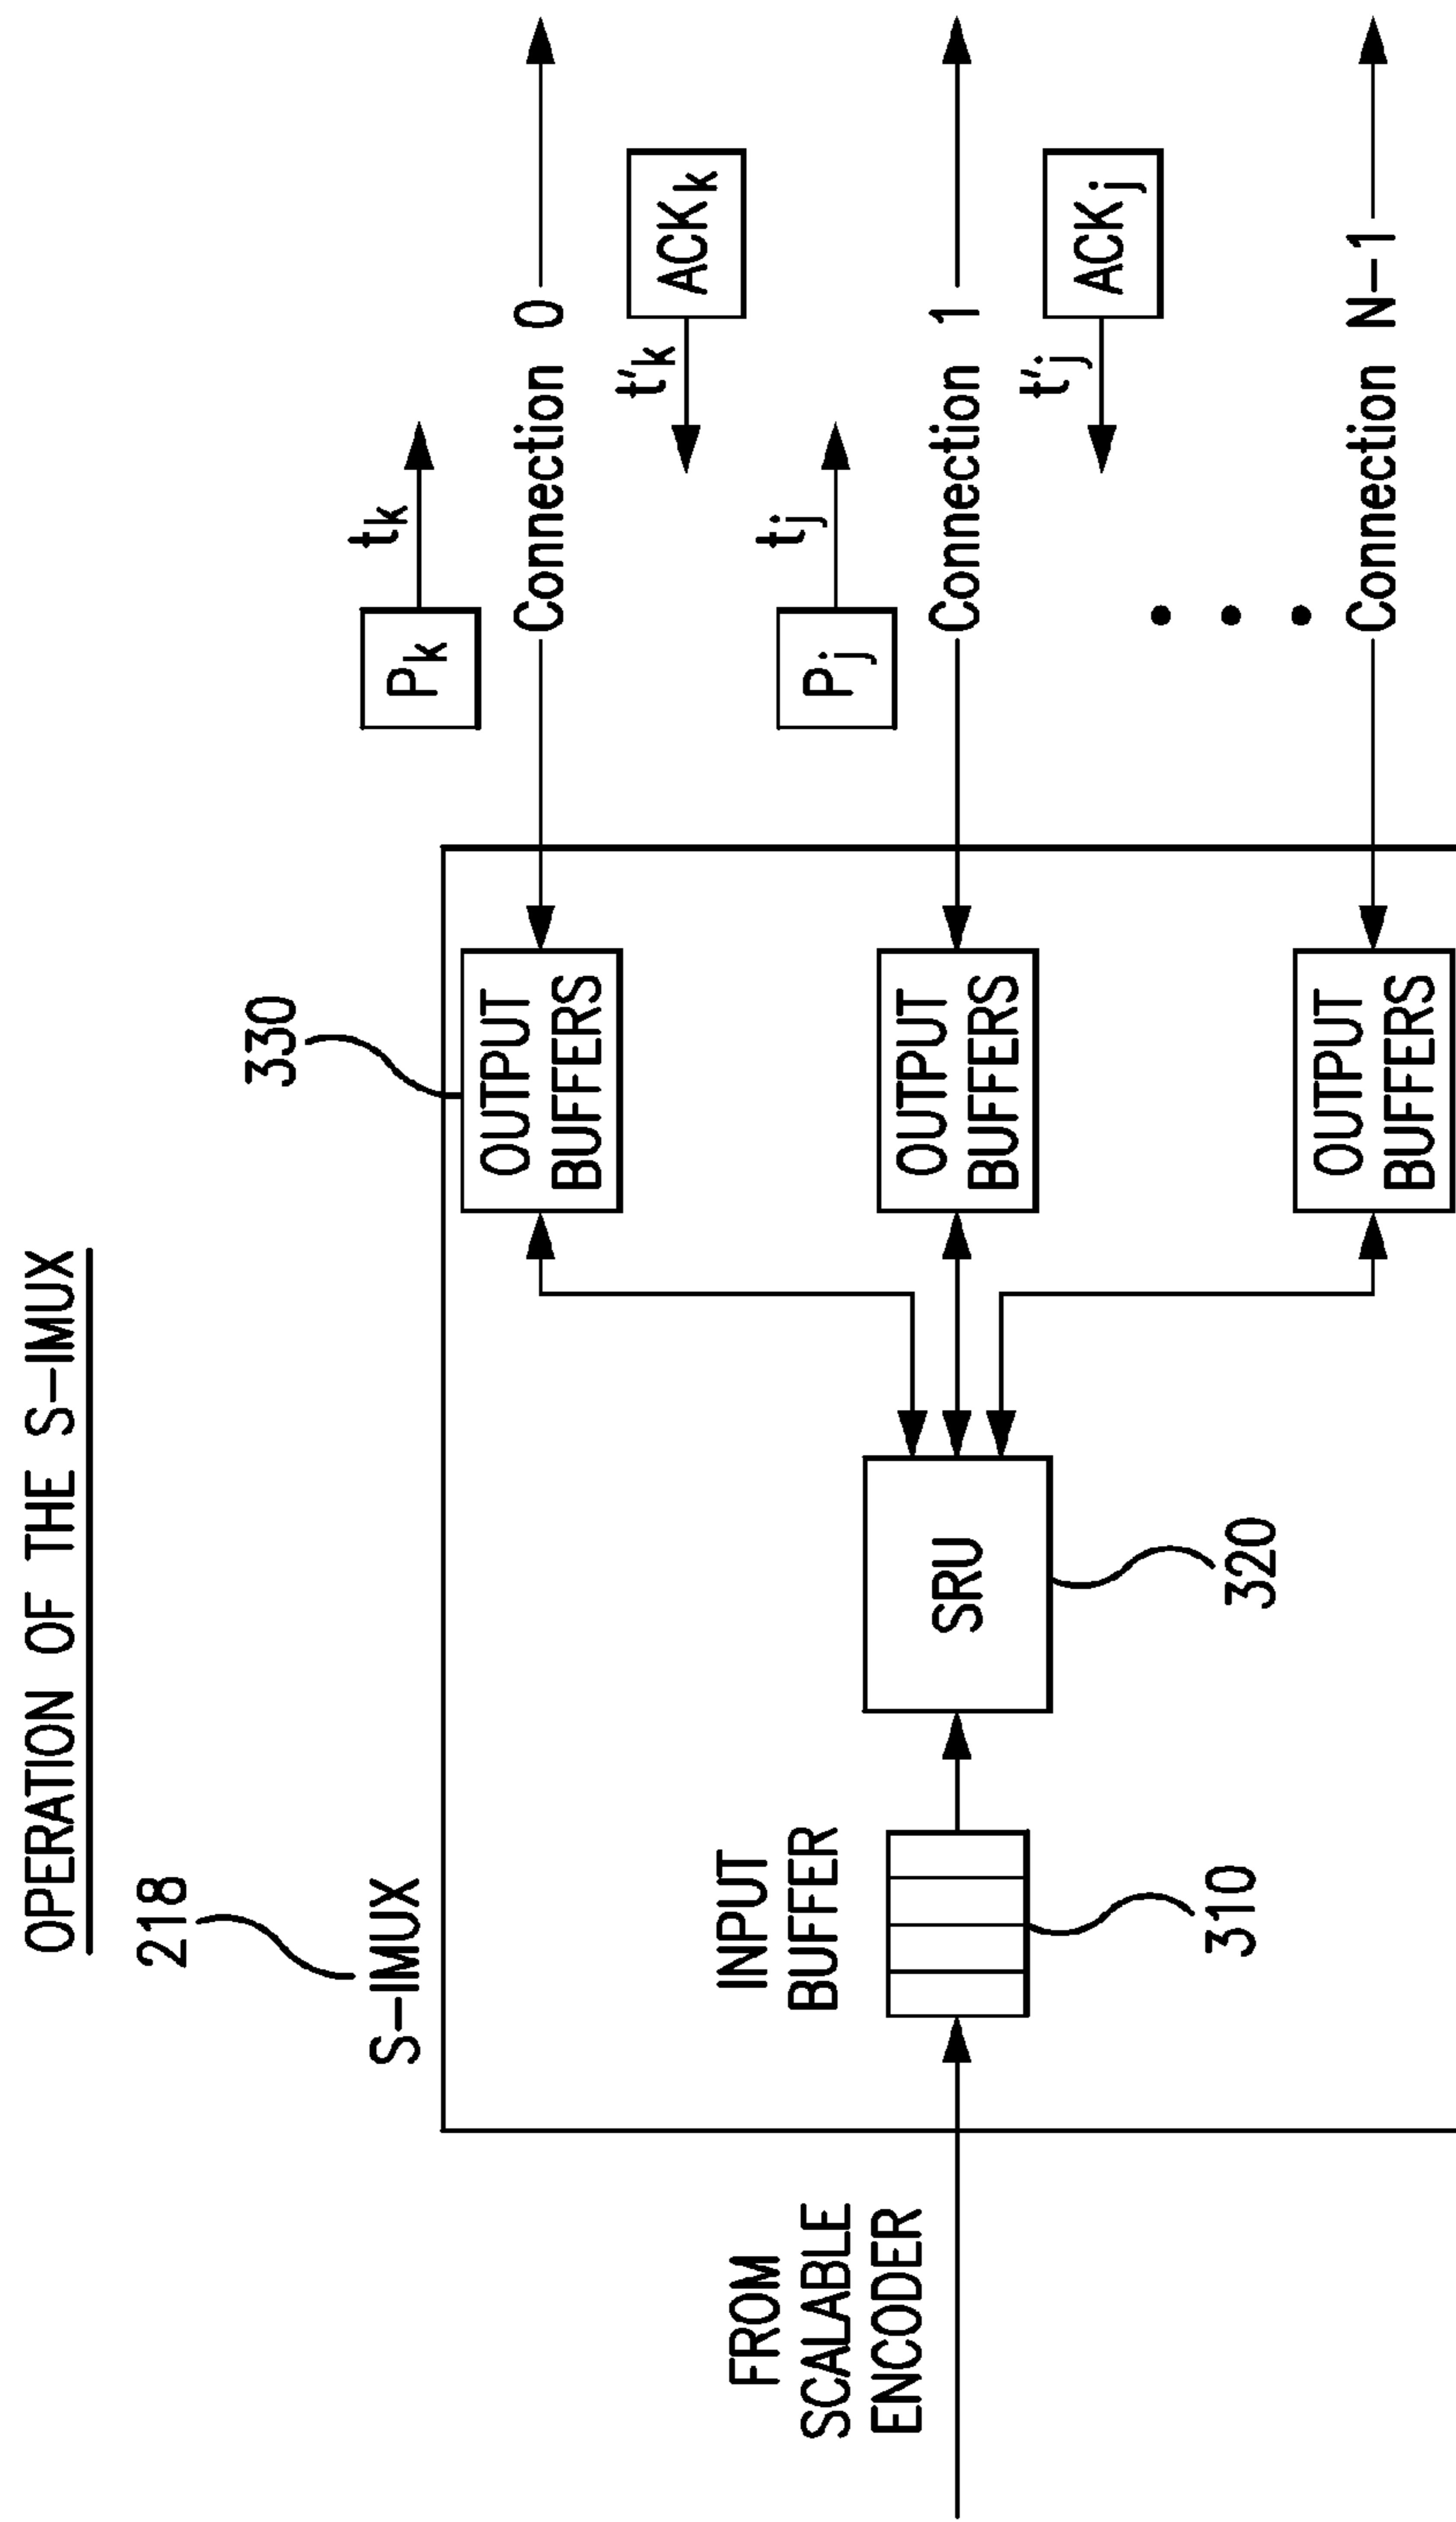 OPERATION OF THE S-IMUX
218
S-IMUX
FROM
SCALABLE
ENCODER
INPUT
BUFFER
310
SRU
320
330
OUTPUT
BUFFERS
OUTPUT
BUFFERS
OUTPUT
BUFFERS
Pk
tk
Connection 0
t'k
ACKk
Pj
tj
Connection 1
t'j
ACKj
Connection N-1